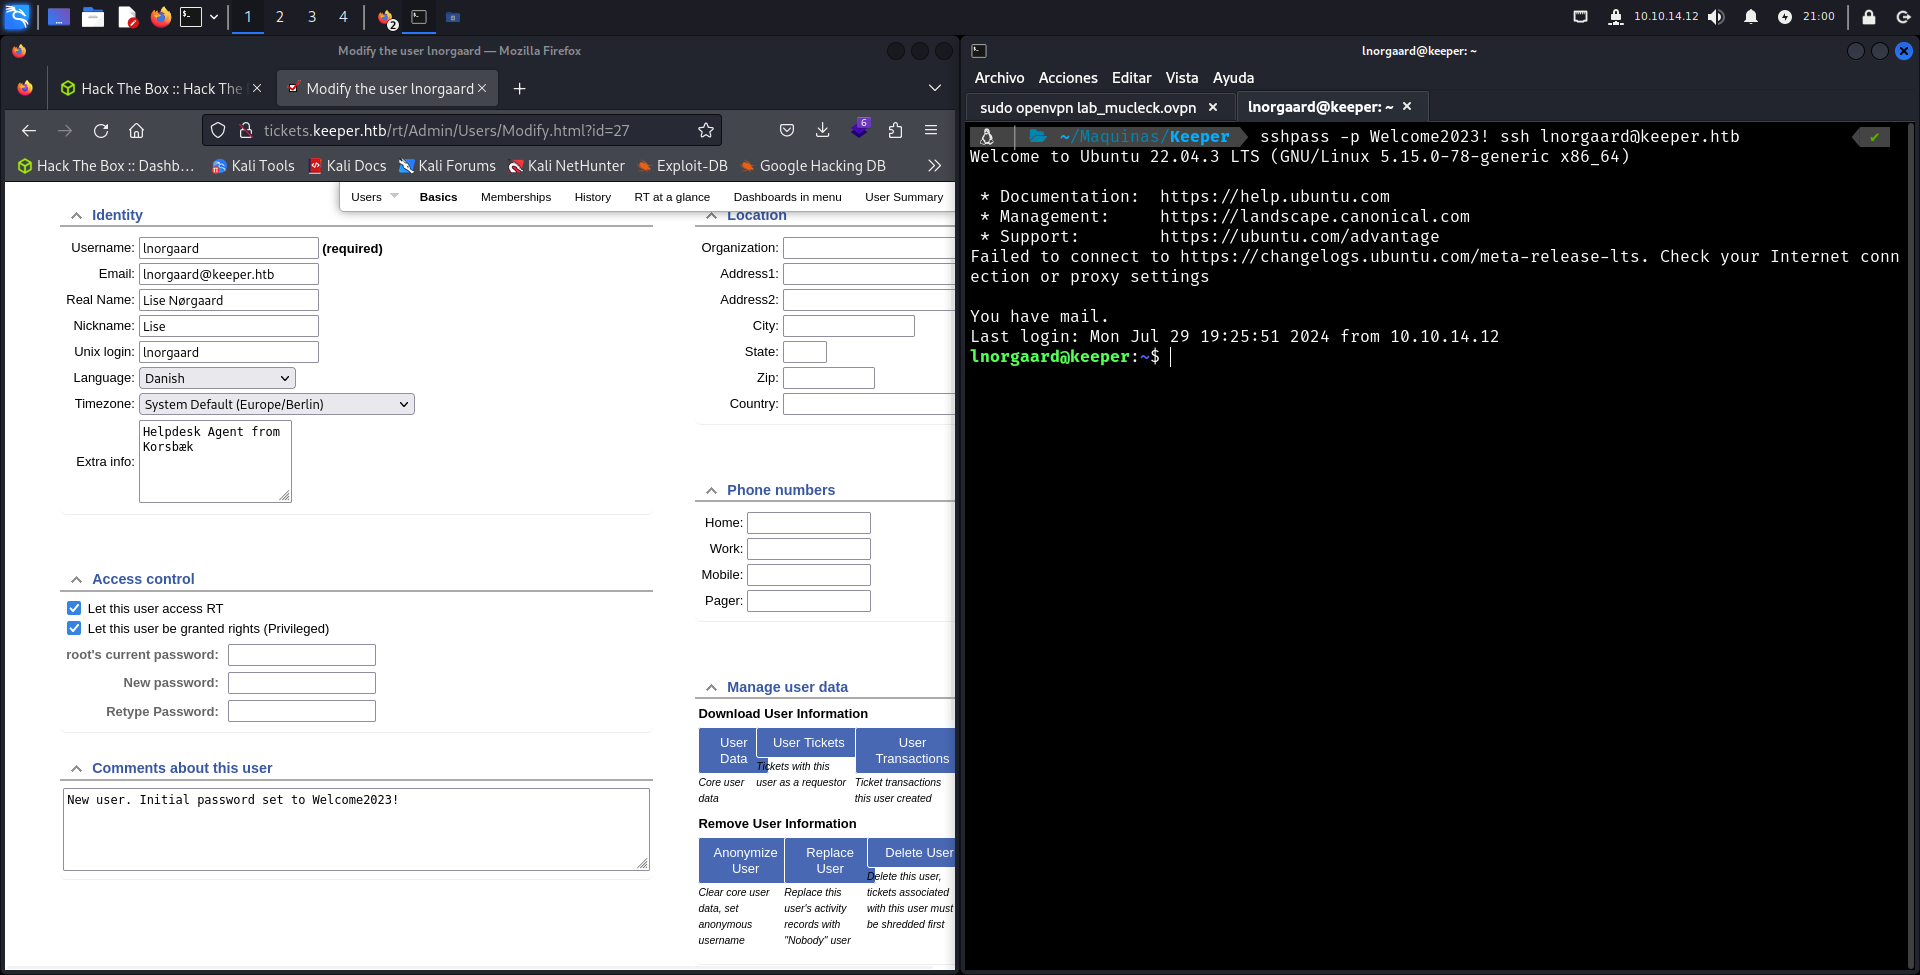 1 2 3 4 2 10.10.14.12 21:00
Modify the user lnorgaard — Mozilla Firefox
Hack The Box :: Hack The
Modify the user lnorgaard
tickets.keeper.htb/rt/Admin/Users/Modify.html?id=27
6
Hack The Box :: Dashb… Kali Tools Kali Docs Kali Forums Kali NetHunter Exploit-DB Google Hacking DB
Users Basics Memberships History RT at a glance Dashboards in menu User Summary
Identity
Username: lnorgaard (required)
Email: lnorgaard@keeper.htb
Real Name: Lise Nørgaard
Nickname: Lise
Unix login: lnorgaard
Language: Danish
Timezone: System Default (Europe/Berlin)
Extra info: Helpdesk Agent from
Korsbæk
Access control
Let this user access RT
Let this user be granted rights (Privileged)
root's current password:
New password:
Retype Password:
Comments about this user
New user. Initial password set to Welcome2023!
Location
Organization:
Address1:
Address2:
City:
State:
Zip:
Country:
Phone numbers
Home:
Work:
Mobile:
Pager:
Manage user data
Download User Information
User
Data
Core user
data
User Tickets
Tickets with this
user as a requestor
User
Transactions
Ticket transactions
this user created
Remove User Information
Anonymize
User
Clear core user
data, set
anonymous
username
Replace
User
Replace this
user's activity
records with
"Nobody" user
Delete User
Delete this user,
tickets associated
with this user must
be shredded first
lnorgaard@keeper: ~
Archivo Acciones Editar Vista Ayuda
sudo openvpn lab_mucleck.ovpn
lnorgaard@keeper: ~
~/Maquinas/Keeper sshpass -p Welcome2023! ssh lnorgaard@keeper.htb
Welcome to Ubuntu 22.04.3 LTS (GNU/Linux 5.15.0-78-generic x86_64)
* Documentation: https://help.ubuntu.com
* Management: https://landscape.canonical.com
* Support: https://ubuntu.com/advantage
Failed to connect to https://changelogs.ubuntu.com/meta-release-lts. Check your Internet conn
ection or proxy settings
You have mail.
Last login: Mon Jul 29 19:25:51 2024 from 10.10.14.12
lnorgaard@keeper:~$